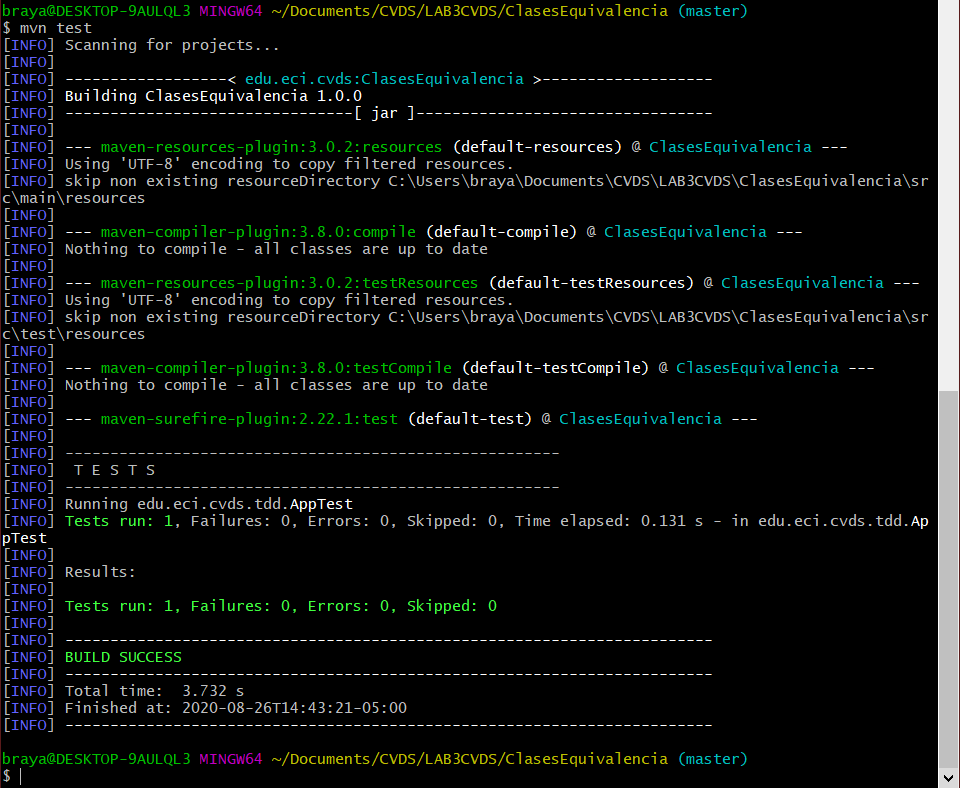 braya@DESKTOP-9AULQL3 MINGW64 ~/Documents/CVDS/LAB3CVDS/ClasesEquivalencia (master)
$ mvn test
[INFO] Scanning for projects...
[INFO]
[INFO] ------------------< edu.eci.cvds:ClasesEquivalencia >-------------------
[INFO] Building ClasesEquivalencia 1.0.0
[INFO] --------------------------------[ jar ]---------------------------------
[INFO]
[INFO] --- maven-resources-plugin:3.0.2:resources (default-resources) @ ClasesEquivalencia ---
[INFO] Using 'UTF-8' encoding to copy filtered resources.
[INFO] skip non existing resourceDirectory C:\Users\braya\Documents\CVDS\LAB3CVDS\ClasesEquivalencia\sr
c\main\resources
[INFO]
[INFO] --- maven-compiler-plugin:3.8.0:compile (default-compile) @ ClasesEquivalencia ---
[INFO] Nothing to compile - all classes are up to date
[INFO]
[INFO] --- maven-resources-plugin:3.0.2:testResources (default-testResources) @ ClasesEquivalencia ---
[INFO] Using 'UTF-8' encoding to copy filtered resources.
[INFO] skip non existing resourceDirectory C:\Users\braya\Documents\CVDS\LAB3CVDS\ClasesEquivalencia\sr
c\test\resources
[INFO]
[INFO] --- maven-compiler-plugin:3.8.0:testCompile (default-testCompile) @ ClasesEquivalencia ---
[INFO] Nothing to compile - all classes are up to date
[INFO]
[INFO] --- maven-surefire-plugin:2.22.1:test (default-test) @ ClasesEquivalencia ---
[INFO]
[INFO] -------------------------------------------------------
[INFO]  T E S T S
[INFO] -------------------------------------------------------
[INFO] Running edu.eci.cvds.tdd.AppTest
[INFO] Tests run: 1, Failures: 0, Errors: 0, Skipped: 0, Time elapsed: 0.131 s - in edu.eci.cvds.tdd.Ap
pTest
[INFO]
[INFO] Results:
[INFO]
[INFO] Tests run: 1, Failures: 0, Errors: 0, Skipped: 0
[INFO]
[INFO] ------------------------------------------------------------------------
[INFO] BUILD SUCCESS
[INFO] ------------------------------------------------------------------------
[INFO] Total time:  3.732 s
[INFO] Finished at: 2020-08-26T14:43:21-05:00
[INFO] ------------------------------------------------------------------------
braya@DESKTOP-9AULQL3 MINGW64 ~/Documents/CVDS/LAB3CVDS/ClasesEquivalencia (master)
$